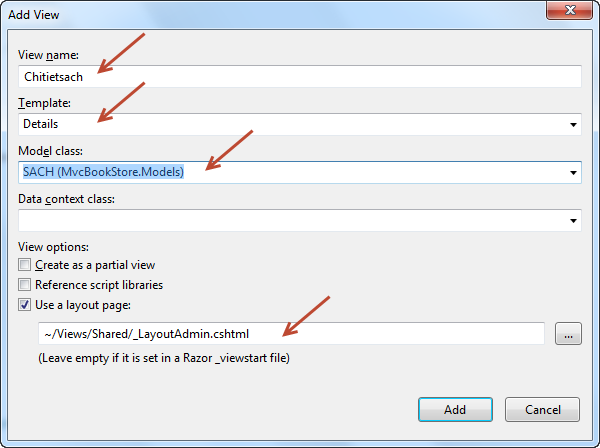 Add View
View name:
Chitietsach
Template:
Details
Model class:
SACH (MvcBookStore.Models)
Data context class:
View options:
Create as a partial view
Reference script libraries
Use a layout page:
~/Views/Shared/_LayoutAdmin.cshtml
...
(Leave empty if it is set in a Razor _viewstart file)
Add Cancel